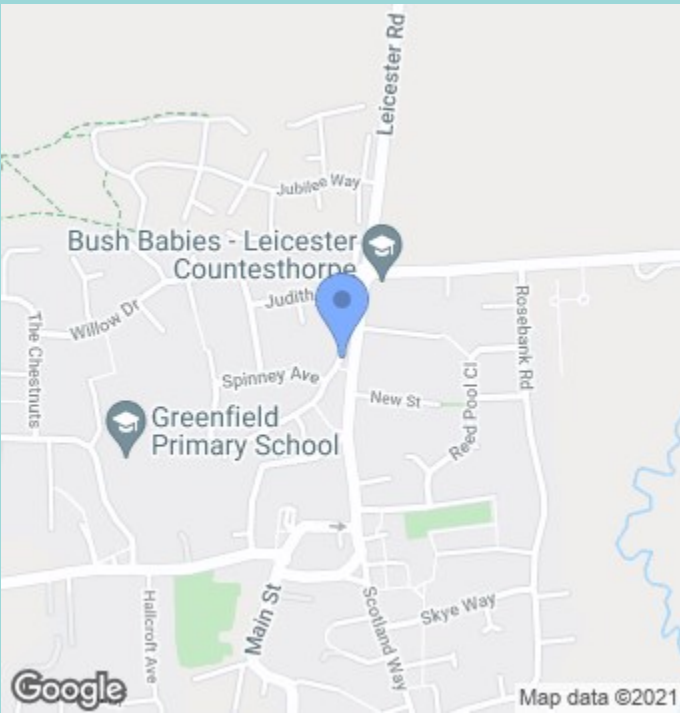 Leicester Rd
Jubilee Way
Bush Babies - Leicester
Countesthorpe
Judith
Willow Dr
The Chestnuts
Rosebank Rd
Spinney Ave
New St
Reed Pool Cl
Greenfield
Primary School
Hallcroft Ave
Main St
Scotland Way
Skye Way
Google
Map data ©2021